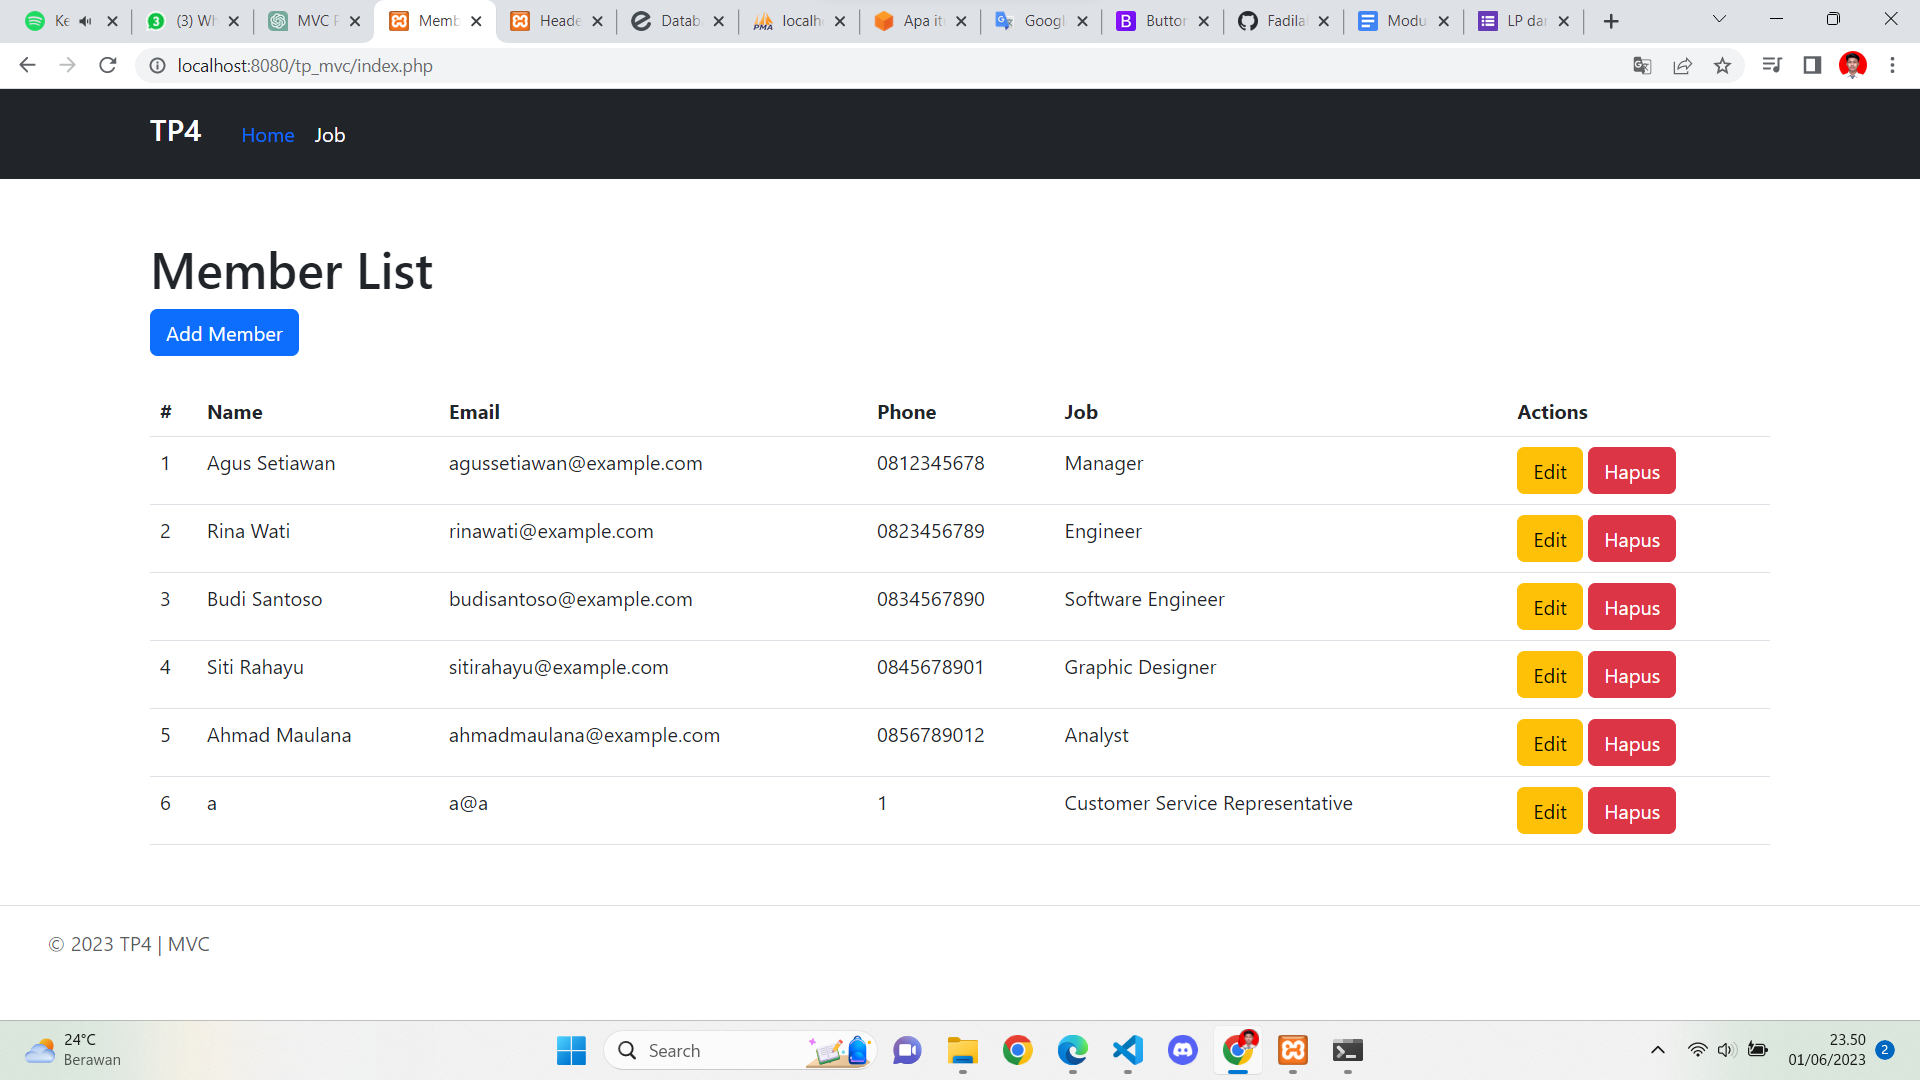 Ke
(3) Wh
MVC P
Memb
Heade
Datab
localho
Apa it
Googl
Button
Fadila
Modu
LP dar
localhost:8080/tp_mvc/index.php
TP4 Home Job
Member List
Add Member
# Name Email Phone Job Actions
1 Agus Setiawan agussetiawan@example.com 0812345678 Manager Edit Hapus
2 Rina Wati rinawati@example.com 0823456789 Engineer Edit Hapus
3 Budi Santoso budisantoso@example.com 0834567890 Software Engineer Edit Hapus
4 Siti Rahayu sitirahayu@example.com 0845678901 Graphic Designer Edit Hapus
5 Ahmad Maulana ahmadmaulana@example.com 0856789012 Analyst Edit Hapus
6 a a@a 1 Customer Service Representative Edit Hapus
© 2023 TP4 | MVC
24°C
Berawan
Search
23.50
01/06/2023
2